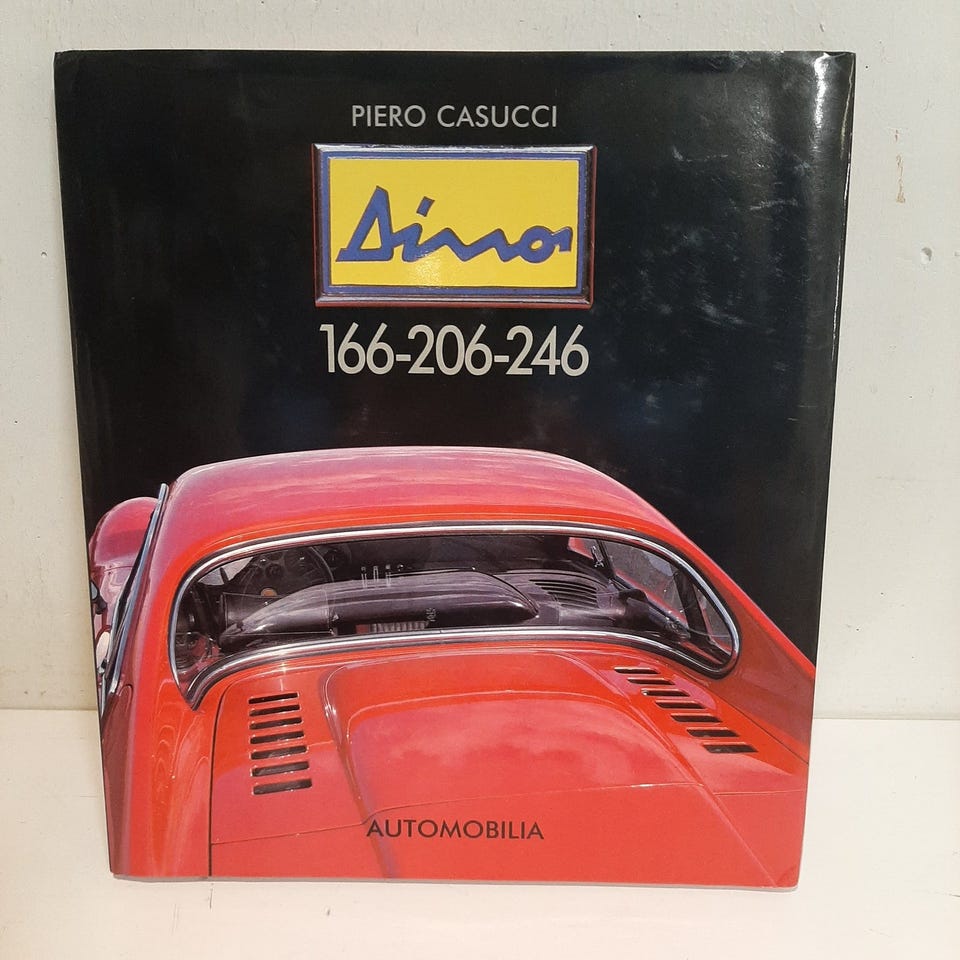 PIERO CASUCCI
Dino
166-206-246
AUTOMOBILIA